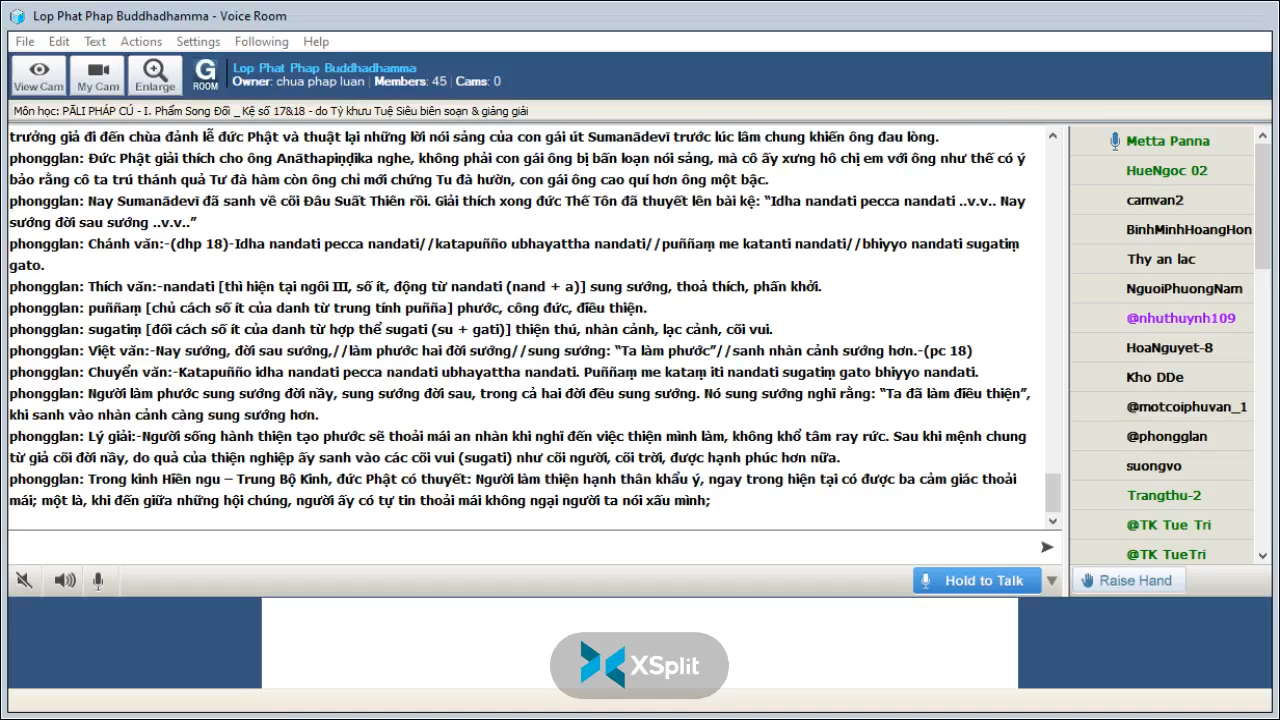 Lop Phat Phap Buddhadhamma - Voice Room
File Edit Text Actions Settings Following Help
View Cam My Cam Enlarge G ROOM
Lop Phat Phap Buddhadhamma
Owner: chua phap luan | Members: 45 | Cams: 0
Môn học: PĀLI PHÁP CÚ - I. Phẩm Song Đối _ Kệ số 17&18 - do Tỳ khưu Tuệ Siêu biên soạn & giảng giải
trưởng giả đi đến chùa đảnh lễ đức Phật và thuật lại những lời nói sảng của con gái út Sumanādevī trước lúc lâm chung khiến ông đau lòng.
phongglan: Đức Phật giải thích cho ông Anāthapiṇḍika nghe, không phải con gái ông bị bấn loạn nói sảng, mà cô ấy xưng hô chị em với ông như thế có ý
bảo rằng cô ta trú thánh quả Tư đà hàm còn ông chỉ mới chứng Tu đà hườn, con gái ông cao quí hơn ông một bậc.
phongglan: Nay Sumanādevī đã sanh về cõi Đâu Suất Thiên rồi. Giải thích xong đức Thế Tôn đã thuyết lên bài kệ: “Idha nandati pecca nandati ..v.v.. Nay
sướng đời sau sướng ..v.v..”
phongglan: Chánh văn:-(dhp 18)-Idha nandati pecca nandati//katapuñño ubhayattha nandati//puññaṃ me katanti nandati//bhiyyo nandati sugatiṃ
gato.
phongglan: Thích văn:-nandati [thì hiện tại ngôi III, số ít, động từ nandati (nand + a)] sung sướng, thoả thích, phấn khởi.
phongglan: puññaṃ [chủ cách số ít của danh từ trung tính puñña] phước, công đức, điều thiện.
phongglan: sugatiṃ [đối cách số ít của danh từ hợp thể sugati (su + gati)] thiện thú, nhàn cảnh, lạc cảnh, cõi vui.
phongglan: Việt văn:-Nay sướng, đời sau sướng,//làm phước hai đời sướng//sung sướng: “Ta làm phước”//sanh nhàn cảnh sướng hơn.-(pc 18)
phongglan: Chuyển văn:-Katapuñño idha nandati pecca nandati ubhayattha nandati. Puññaṃ me kataṃ iti nandati sugatiṃ gato bhiyyo nandati.
phongglan: Người làm phước sung sướng đời nầy, sung sướng đời sau, trong cả hai đời đều sung sướng. Nó sung sướng nghĩ rằng: “Ta đã làm điều thiện”,
khi sanh vào nhàn cảnh càng sung sướng hơn.
phongglan: Lý giải:-Người sống hành thiện tạo phước sẽ thoải mái an nhàn khi nghĩ đến việc thiện mình làm, không khổ tâm ray rức. Sau khi mệnh chung
từ giả cõi đời nầy, do quả của thiện nghiệp ấy sanh vào các cõi vui (sugati) như cõi người, cõi trời, được hạnh phúc hơn nữa.
phongglan: Trong kinh Hiền ngu – Trung Bộ Kinh, đức Phật có thuyết: Người làm thiện hạnh thân khẩu ý, ngay trong hiện tại có được ba cảm giác thoải
mái; một là, khi đến giữa những hội chúng, người ấy có tự tin thoải mái không ngại người ta nói xấu mình;
Metta Panna
HueNgoc 02
camvan2
BinhMinhHoangHon
Thy an lac
NguoiPhuongNam
@nhuthuynh109
HoaNguyet-8
Kho DDe
@motcoiphuvan_1
@phongglan
suongvo
Trangthu-2
@TK Tue Tri
@TK TueTri
Hold to Talk
Raise Hand
XSplit